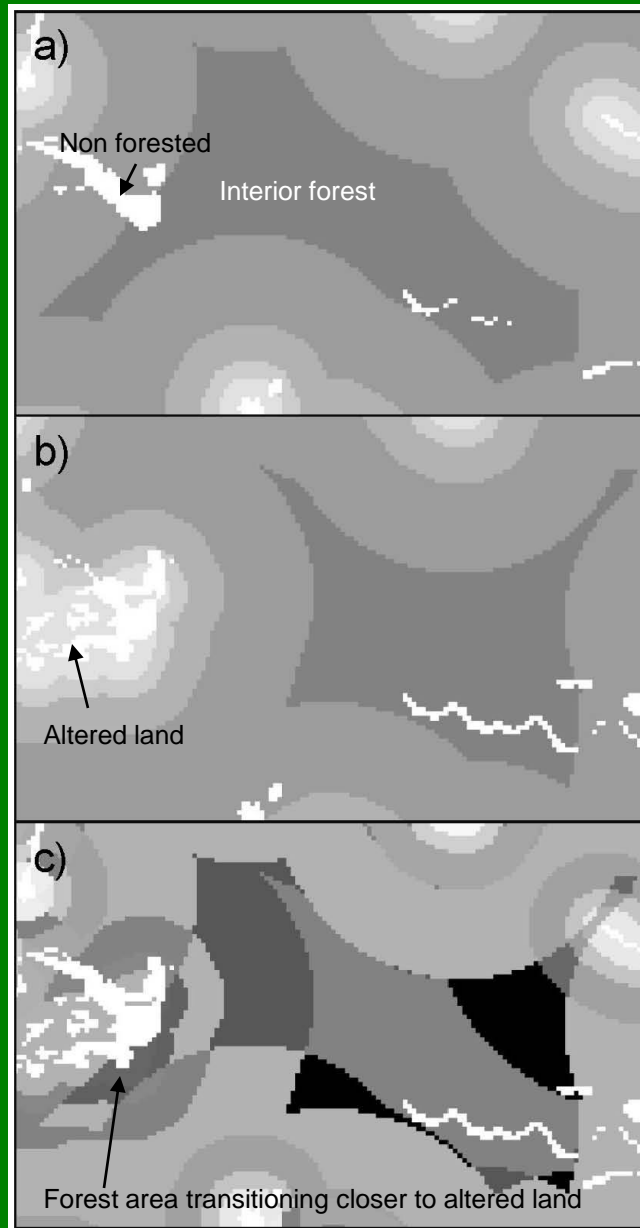 a)
Non forested
Interior forest
b)
Altered land
c)
Forest area transitioning closer to altered land